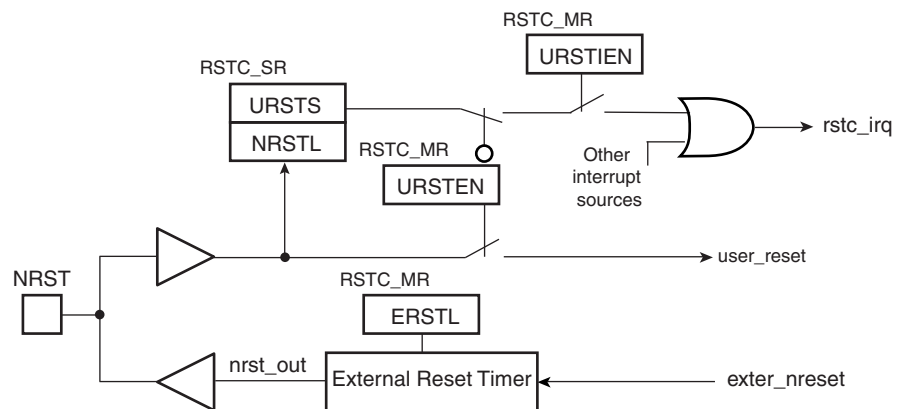 RSTC_MR
URSTIEN
RSTC_SR
URSTS
NRSTL
rstc_irq
RSTC_MR
URSTEN
Other
interrupt
sources
user_reset
NRST
RSTC_MR
ERSTL
nrst_out
External Reset Timer
exter_nreset